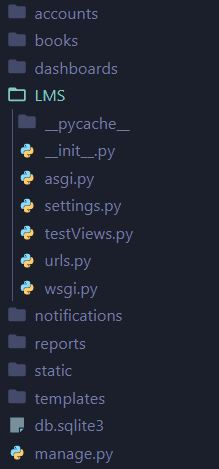 accounts
books
dashboards
LMS
__pycache__
__init__.py
asgi.py
settings.py
testViews.py
urls.py
wsgi.py
notifications
reports
static
templates
db.sqlite3
manage.py